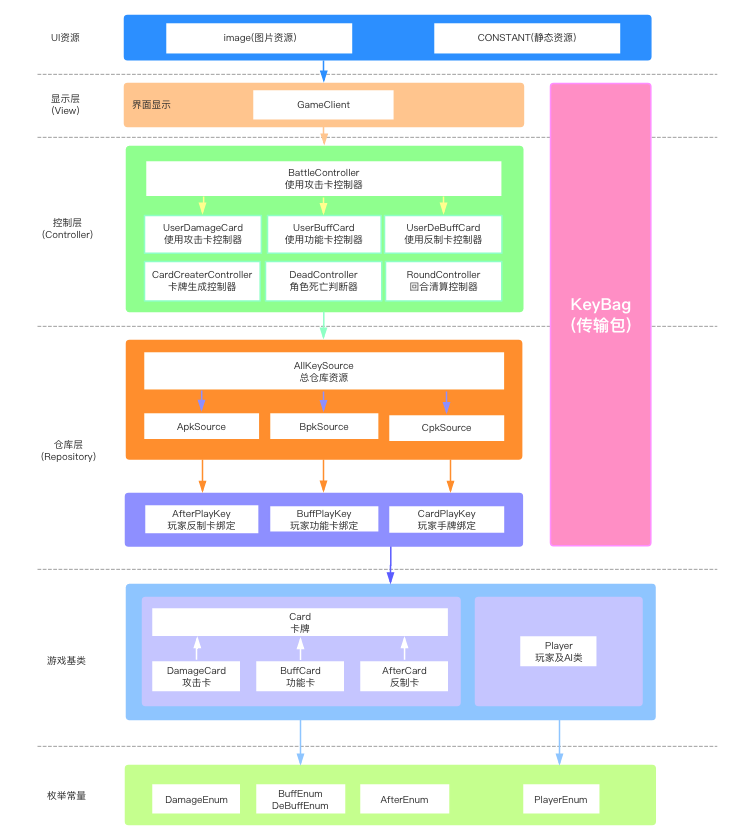 UI资源
image(图片资源)
CONSTANT(静态资源)
显示层
(View)
界面显示
GameClient
控制层
(Controller)
BattleController
使用攻击卡控制器
UserDamageCard
使用攻击卡控制器
UserBuffCard
使用功能卡控制器
UserDeBuffCard
使用反制卡控制器
CardCreaterController
卡牌生成控制器
DeadController
角色死亡判断器
RoundController
回合清算控制器
KeyBag
(传输包)
仓库层
(Repository)
AllKeySource
总仓库资源
ApkSource
BpkSource
CpkSource
AfterPlayKey
玩家反制卡绑定
BuffPlayKey
玩家功能卡绑定
CardPlayKey
玩家手牌绑定
游戏基类
Card
卡牌
DamageCard
攻击卡
BuffCard
功能卡
AfterCard
反制卡
Player
玩家及AI类
枚举常量
DamageEnum
BuffEnum
DeBuffEnum
AfterEnum
PlayerEnum